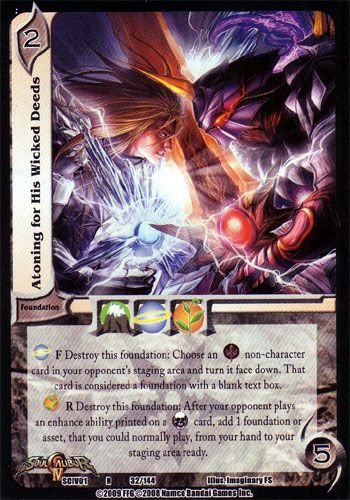 2
Atoning for His Wicked Deeds
Foundation
F Destroy this foundation: Choose an non-character
card in your opponent's staging area and turn it face down. That
card is considered a foundation with a blank text box.
R Destroy this foundation: After your opponent plays
an enhance ability printed on a card, add 1 foundation or
asset, that you could normally play, from your hand to your
staging area ready.
5
SOULCALIBUR
IV
SCIV01 R 32/144 Illus. Imaginary FS
©2009 FFG ©2008 Namco Bandai Games Inc.